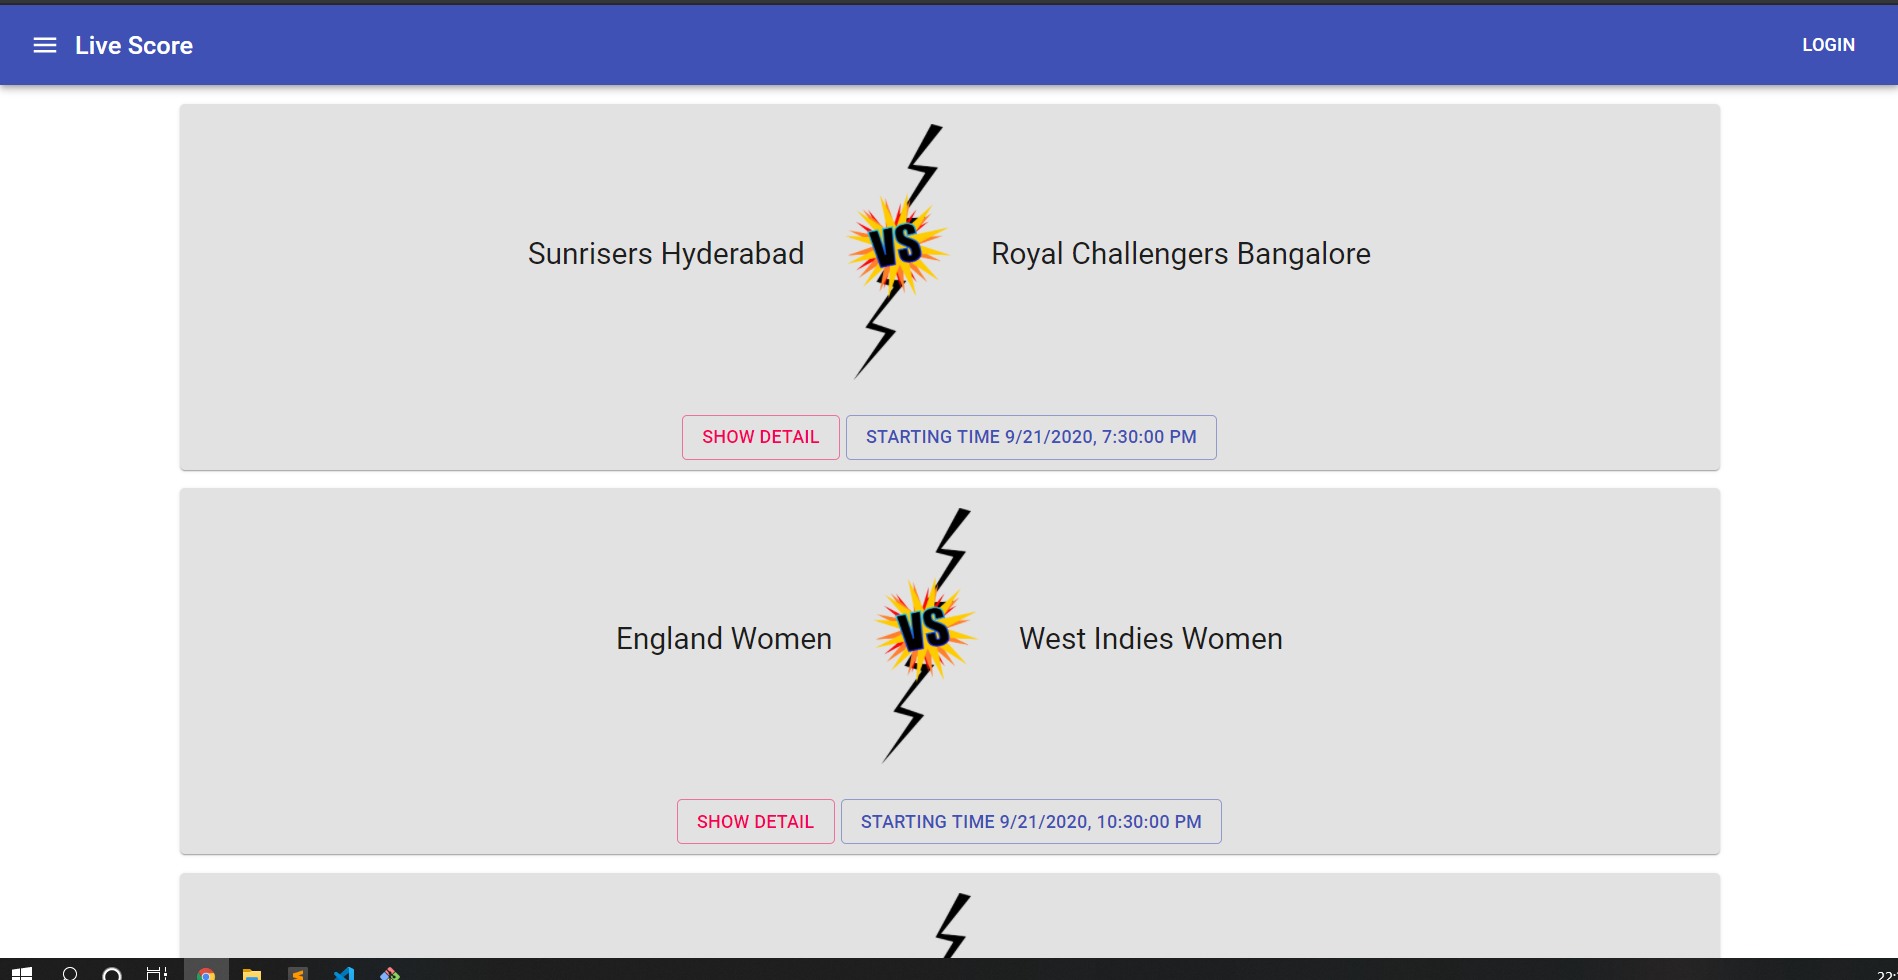 Live Score
LOGIN
Sunrisers Hyderabad
VS
Royal Challengers Bangalore
SHOW DETAIL
STARTING TIME 9/21/2020, 7:30:00 PM
England Women
VS
West Indies Women
SHOW DETAIL
STARTING TIME 9/21/2020, 10:30:00 PM